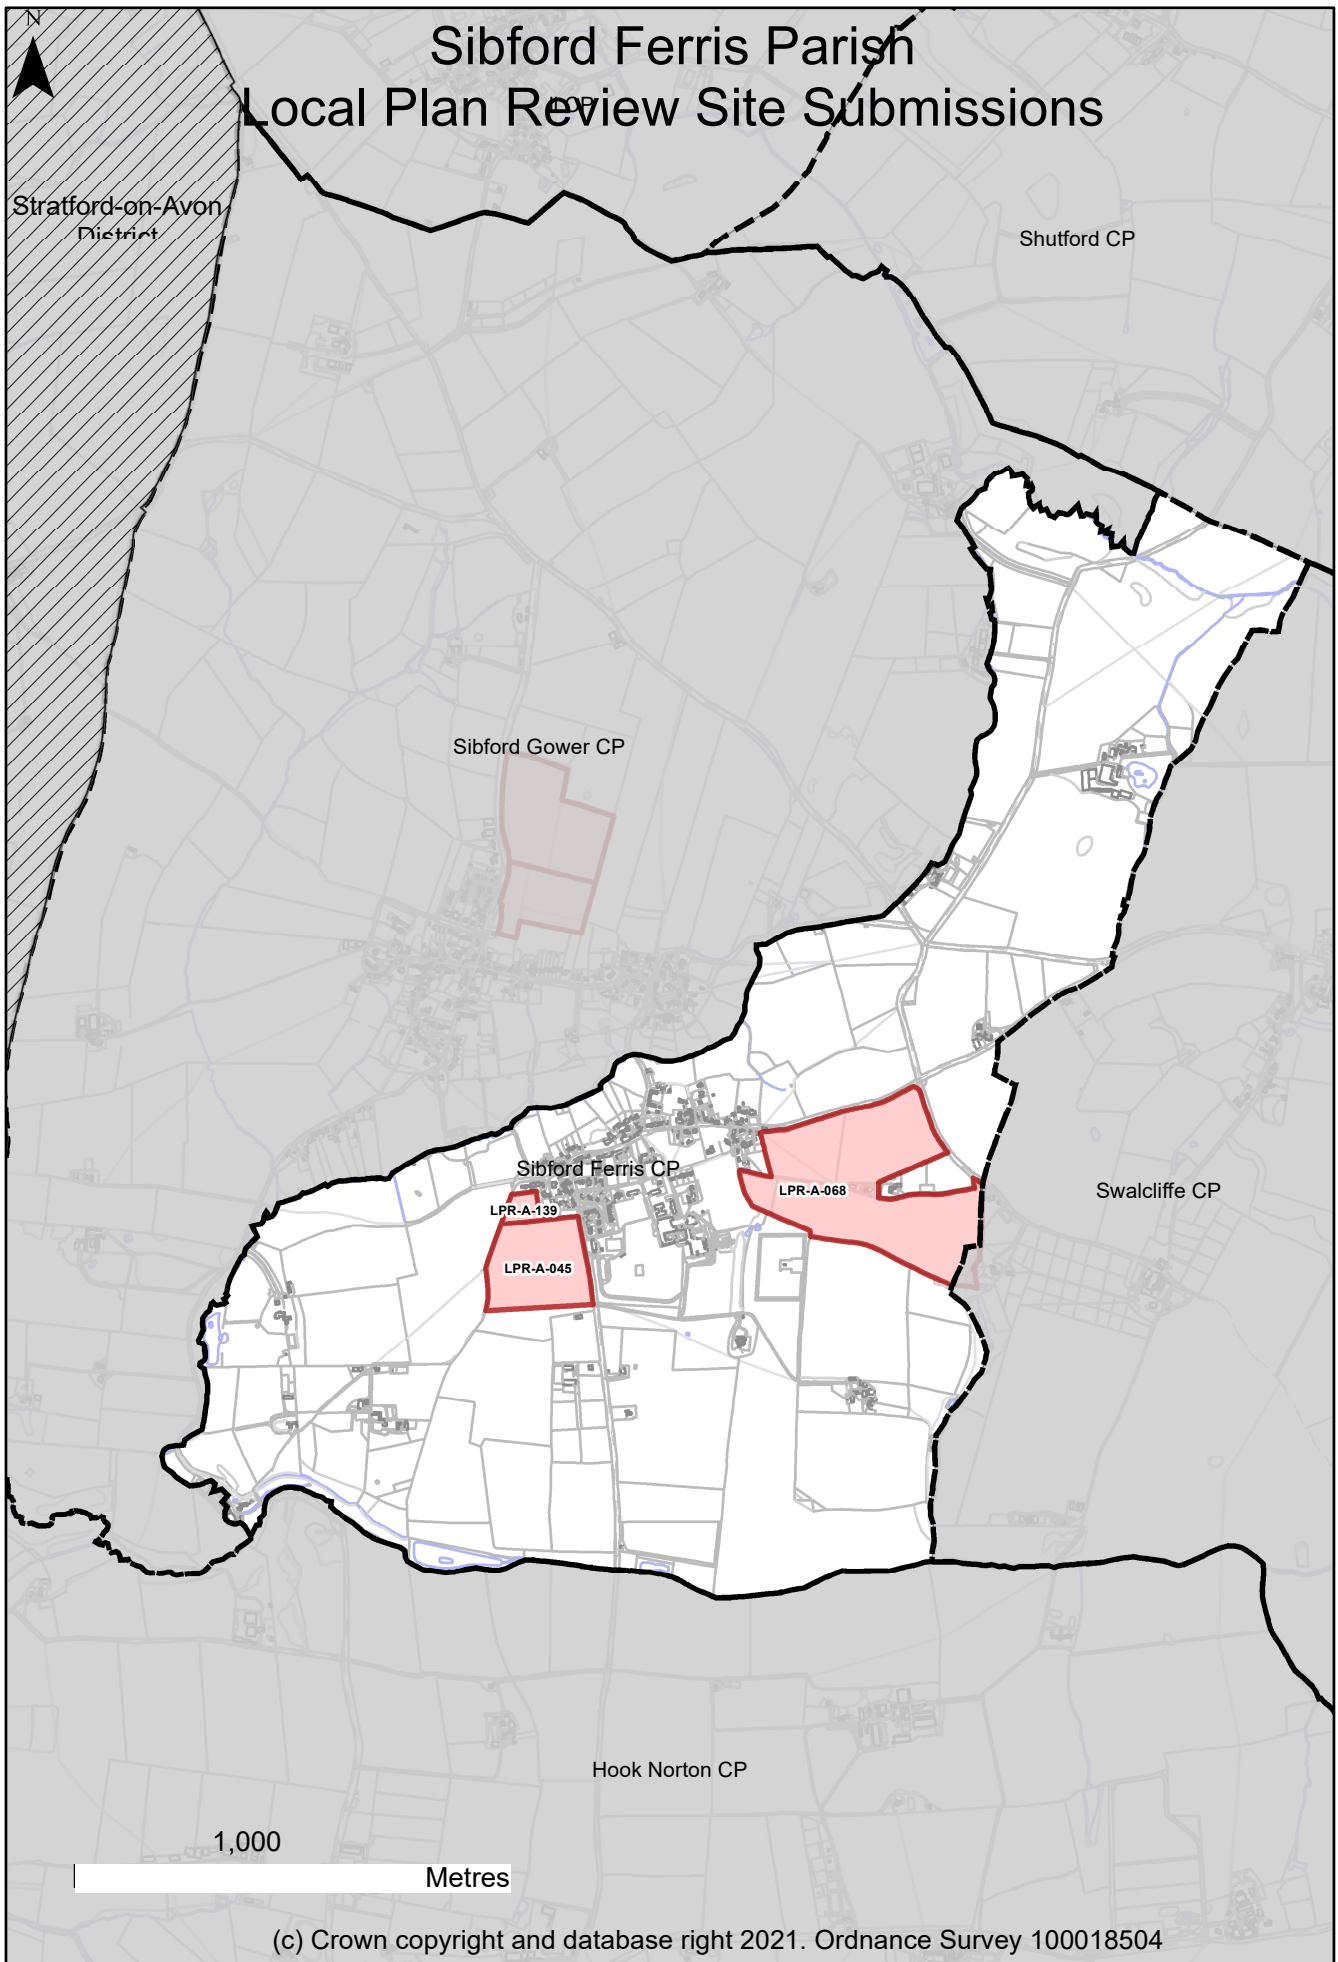 N
Sibford Ferris Parish
Local Plan Review Site Submissions
Stratford-on-Avon
District
Shutford CP
Sibford Gower CP
Sibford Ferris CP
LPR-A-139
LPR-A-045
LPR-A-068
Swalcliffe CP
Hook Norton CP
1,000
Metres
(c) Crown copyright and database right 2021. Ordnance Survey 100018504